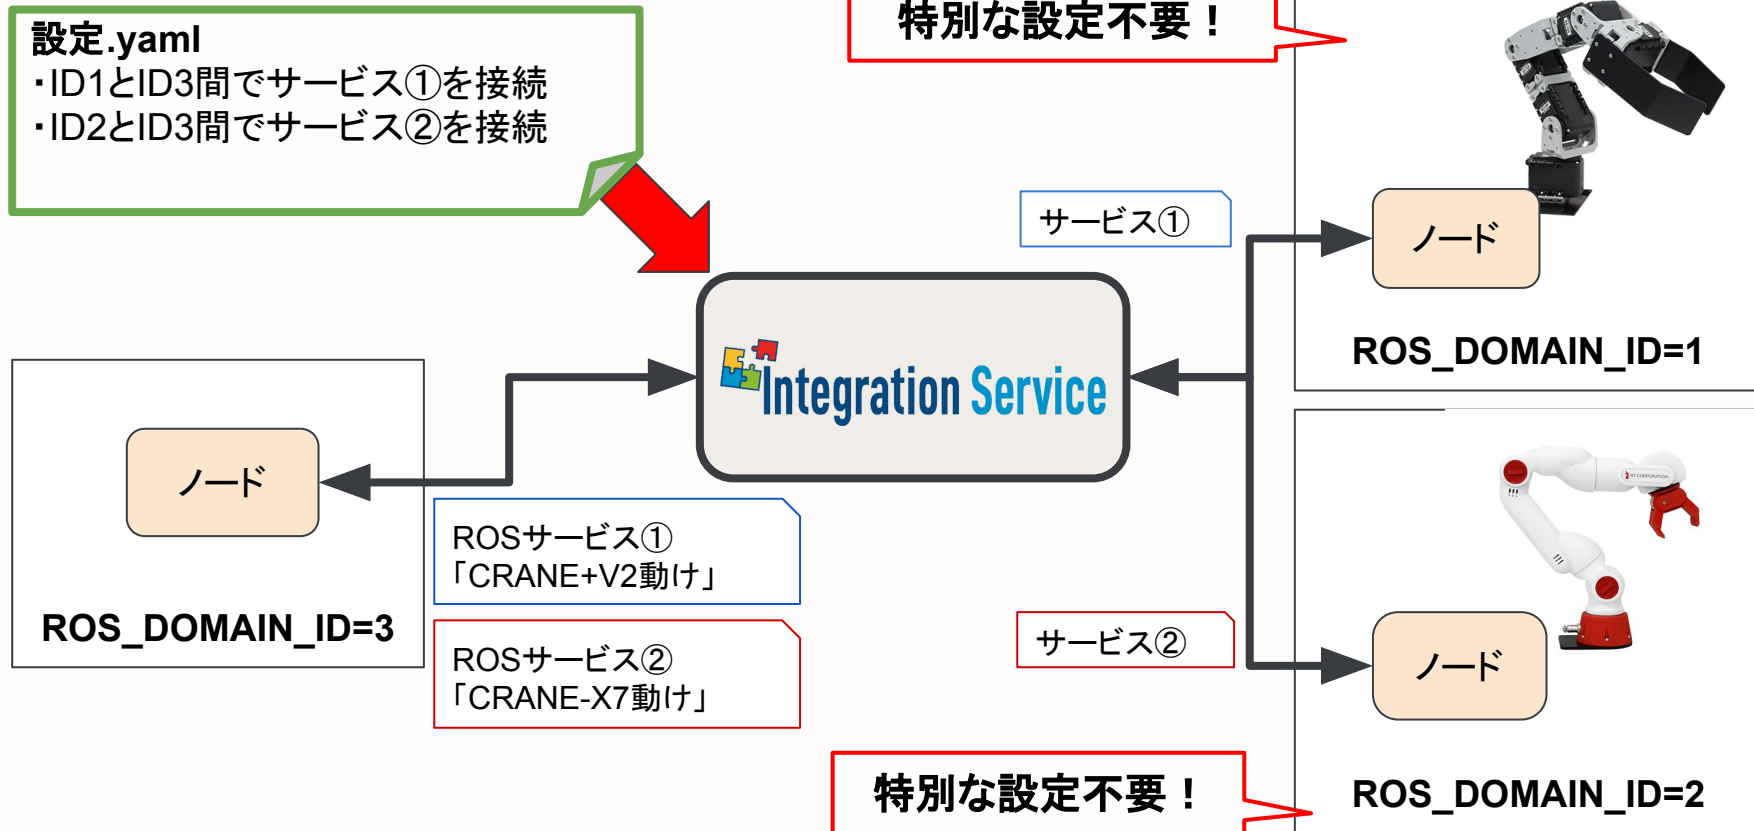 設定.yaml
・ID1とID3間でサービス①を接続
・ID2とID3間でサービス②を接続
特別な設定不要！
サービス①
ノード
ROS_DOMAIN_ID=1
Integration Service
ノード
ROS_DOMAIN_ID=3
ROSサービス①
「CRANE+V2動け」
ROSサービス②
「CRANE-X7動け」
サービス②
RT CORPORATION
ノード
ROS_DOMAIN_ID=2
特別な設定不要！